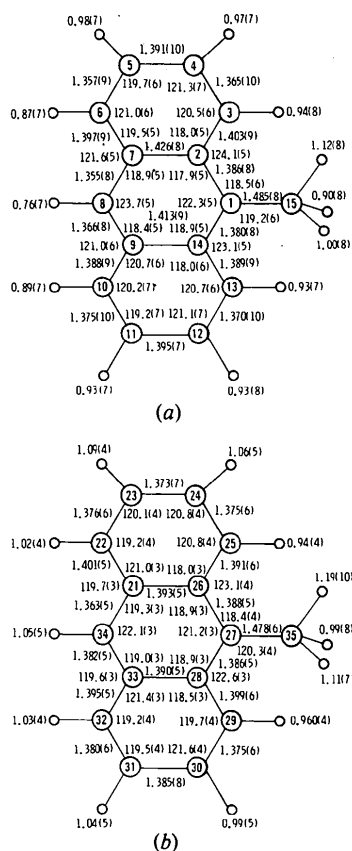 0.98(7) 0.97(7)
1.391(10)
5 4
1.357(9) 119.7(6) 121.3(7) 1.365(10)
0.87(7) 6 121.0(6) 120.5(6) 3 0.94(8)
1.397(9) 119.5(5) 118.0(5) 1.403(9)
1.426(8) 1.12(8)
121.6(5) 7 2 124.1(5)
1.355(8) 118.9(5) 117.9(5) 1.386(8)
118.5(6)
0.76(7) 8 123.7(5) 122.3(5) 1 1.485(8) 15 0.90(8)
1.413(9) 119.2(6)
1.366(8) 118.4(5) 118.9(5) 1.380(8) 1.00(8)
121.0(6) 9 14 123.1(5)
1.388(9) 120.7(6) 118.0(6) 1.389(9)
0.89(7) 10 120.2(7) 120.7(6) 13 0.93(7)
1.375(10) 119.2(7) 121.1(7) 1.370(10)
11 12
1.395(7)
0.93(7) 0.93(8)
(a)
1.09(4) 1.06(5)
1.373(7)
23 24
1.376(6) 120.1(4) 120.8(4) 1.375(6)
1.02(4) 22 119.2(4) 120.8(4) 25 0.94(4)
1.401(5) 121.0(3) 118.0(3) 1.391(6)
119.7(3) 21 1.393(5) 26 123.1(4) 1.19(10)
1.363(5) 119.3(3) 118.9(3) 1.388(5)
118.4(4)
1.05(5) 34 122.1(3) 121.2(3) 27 1.478(6) 35 0.99(8)
120.3(4)
1.382(5) 119.0(3) 118.9(3) 1.386(5) 1.11(7)
119.6(3) 33 1.390(5) 28 122.6(3)
1.395(5) 121.4(3) 118.5(3) 1.399(6)
1.03(4) 32 119.2(4) 119.7(4) 29 0.960(4)
1.380(6) 119.5(4) 121.6(4) 1.375(6)
31 30
1.385(8)
1.04(5) 0.99(5)
(b)